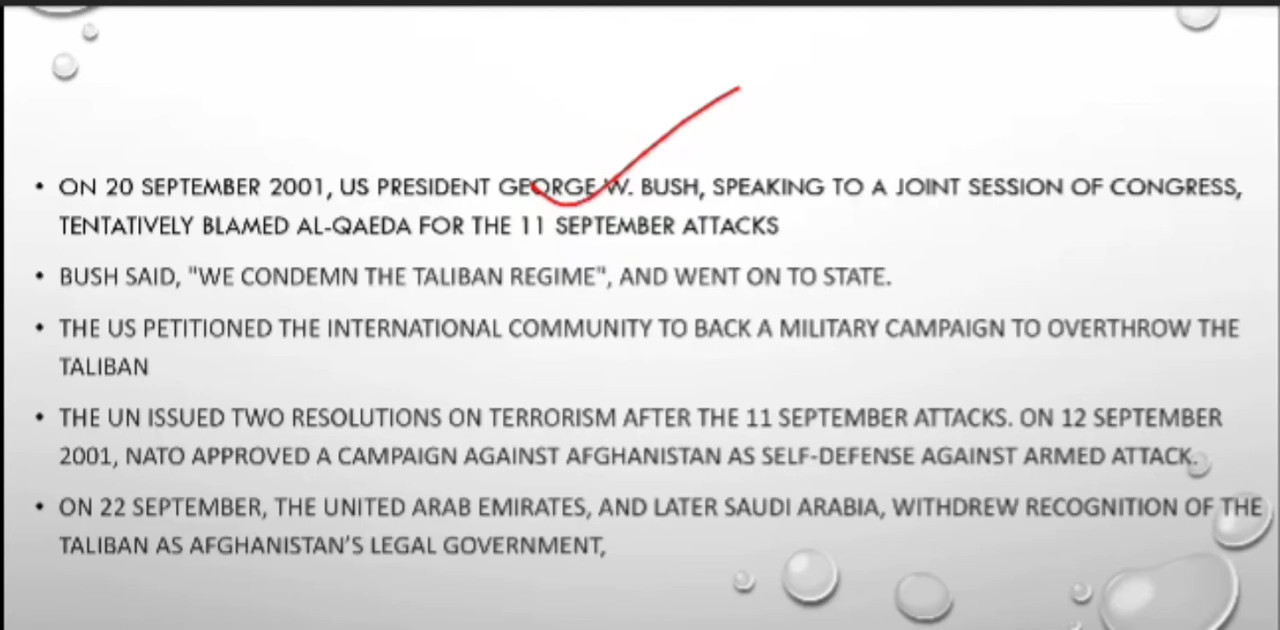 • ON 20 SEPTEMBER 2001, US PRESIDENT GEORGE W. BUSH, SPEAKING TO A JOINT SESSION OF CONGRESS,
TENTATIVELY BLAMED AL-QAEDA FOR THE 11 SEPTEMBER ATTACKS
• BUSH SAID, "WE CONDEMN THE TALIBAN REGIME", AND WENT ON TO STATE.
• THE US PETITIONED THE INTERNATIONAL COMMUNITY TO BACK A MILITARY CAMPAIGN TO OVERTHROW THE
TALIBAN
• THE UN ISSUED TWO RESOLUTIONS ON TERRORISM AFTER THE 11 SEPTEMBER ATTACKS. ON 12 SEPTEMBER
2001, NATO APPROVED A CAMPAIGN AGAINST AFGHANISTAN AS SELF-DEFENSE AGAINST ARMED ATTACK.
• ON 22 SEPTEMBER, THE UNITED ARAB EMIRATES, AND LATER SAUDI ARABIA, WITHDREW RECOGNITION OF THE
TALIBAN AS AFGHANISTAN'S LEGAL GOVERNMENT,